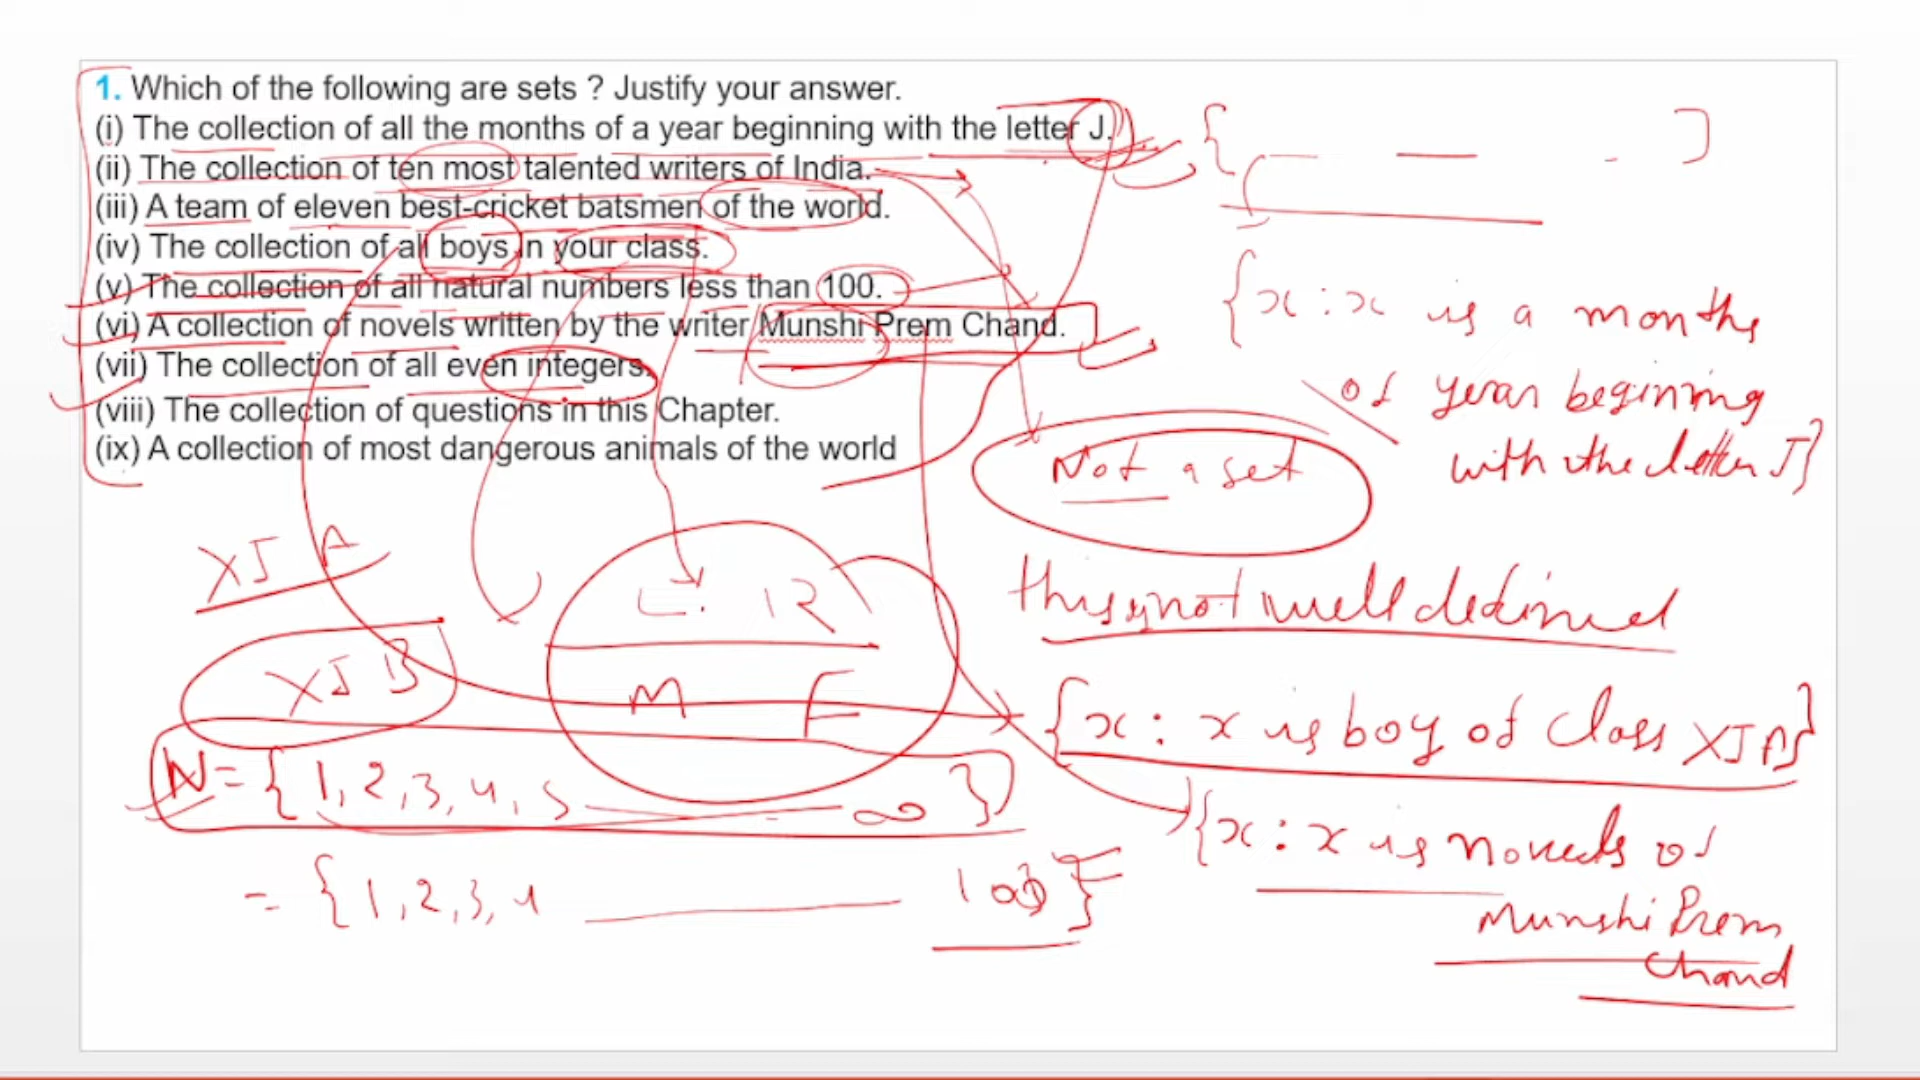 1. Which of the following are sets ? Justify your answer.
(i) The collection of all the months of a year beginning with the letter J.
(ii) The collection of ten most talented writers of India.
(iii) A team of eleven best-cricket batsmen of the world.
(iv) The collection of all boys in your class.
(v) The collection of all natural numbers less than 100.
(vi) A collection of novels written by the writer Munshi Prem Chand.
(vii) The collection of all even integers.
(viii) The collection of questions in this Chapter.
(ix) A collection of most dangerous animals of the world
{x : x is a months
of year beginning
with the letter J}
Not a set
XI A
this is not well defined
XI B
M F
{x : x is boy of class XI A}
N = {1, 2, 3, 4, 5 ∞}
{x : x is novels of
= {1, 2, 3, 4
Munshi Prem
Chand